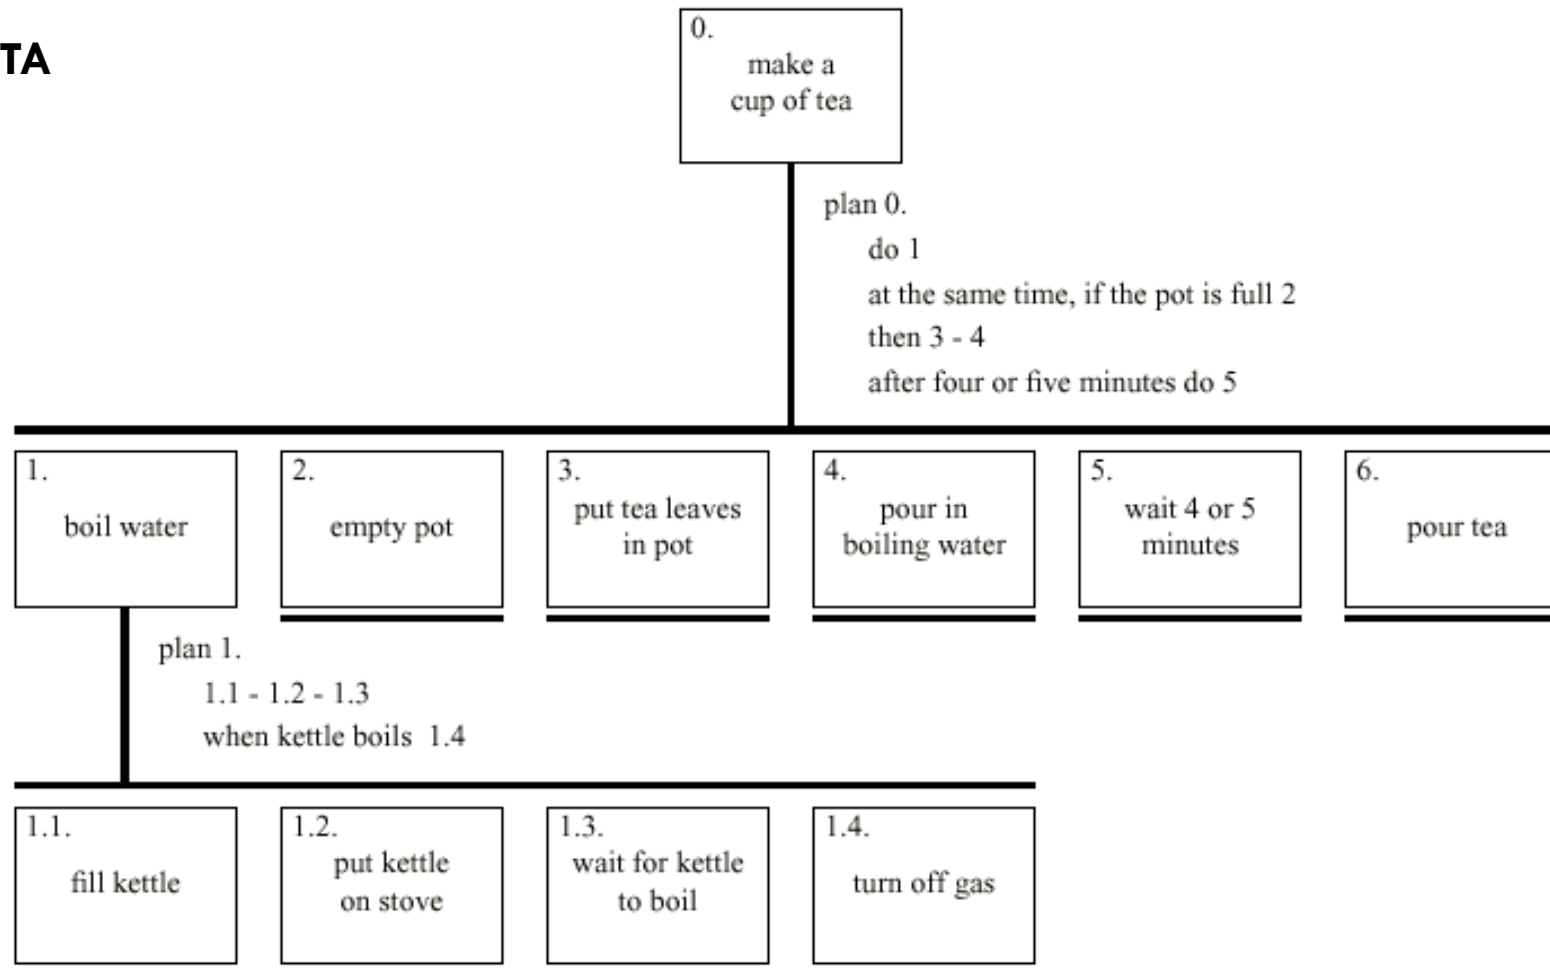 TA
0.
make a
cup of tea
plan 0.
do 1
at the same time, if the pot is full 2
then 3 - 4
after four or five minutes do 5
1.
boil water
2.
empty pot
3.
put tea leaves
in pot
4.
pour in
boiling water
5.
wait 4 or 5
minutes
6.
pour tea
plan 1.
1.1 - 1.2 - 1.3
when kettle boils 1.4
1.1.
fill kettle
1.2.
put kettle
on stove
1.3.
wait for kettle
to boil
1.4.
turn off gas